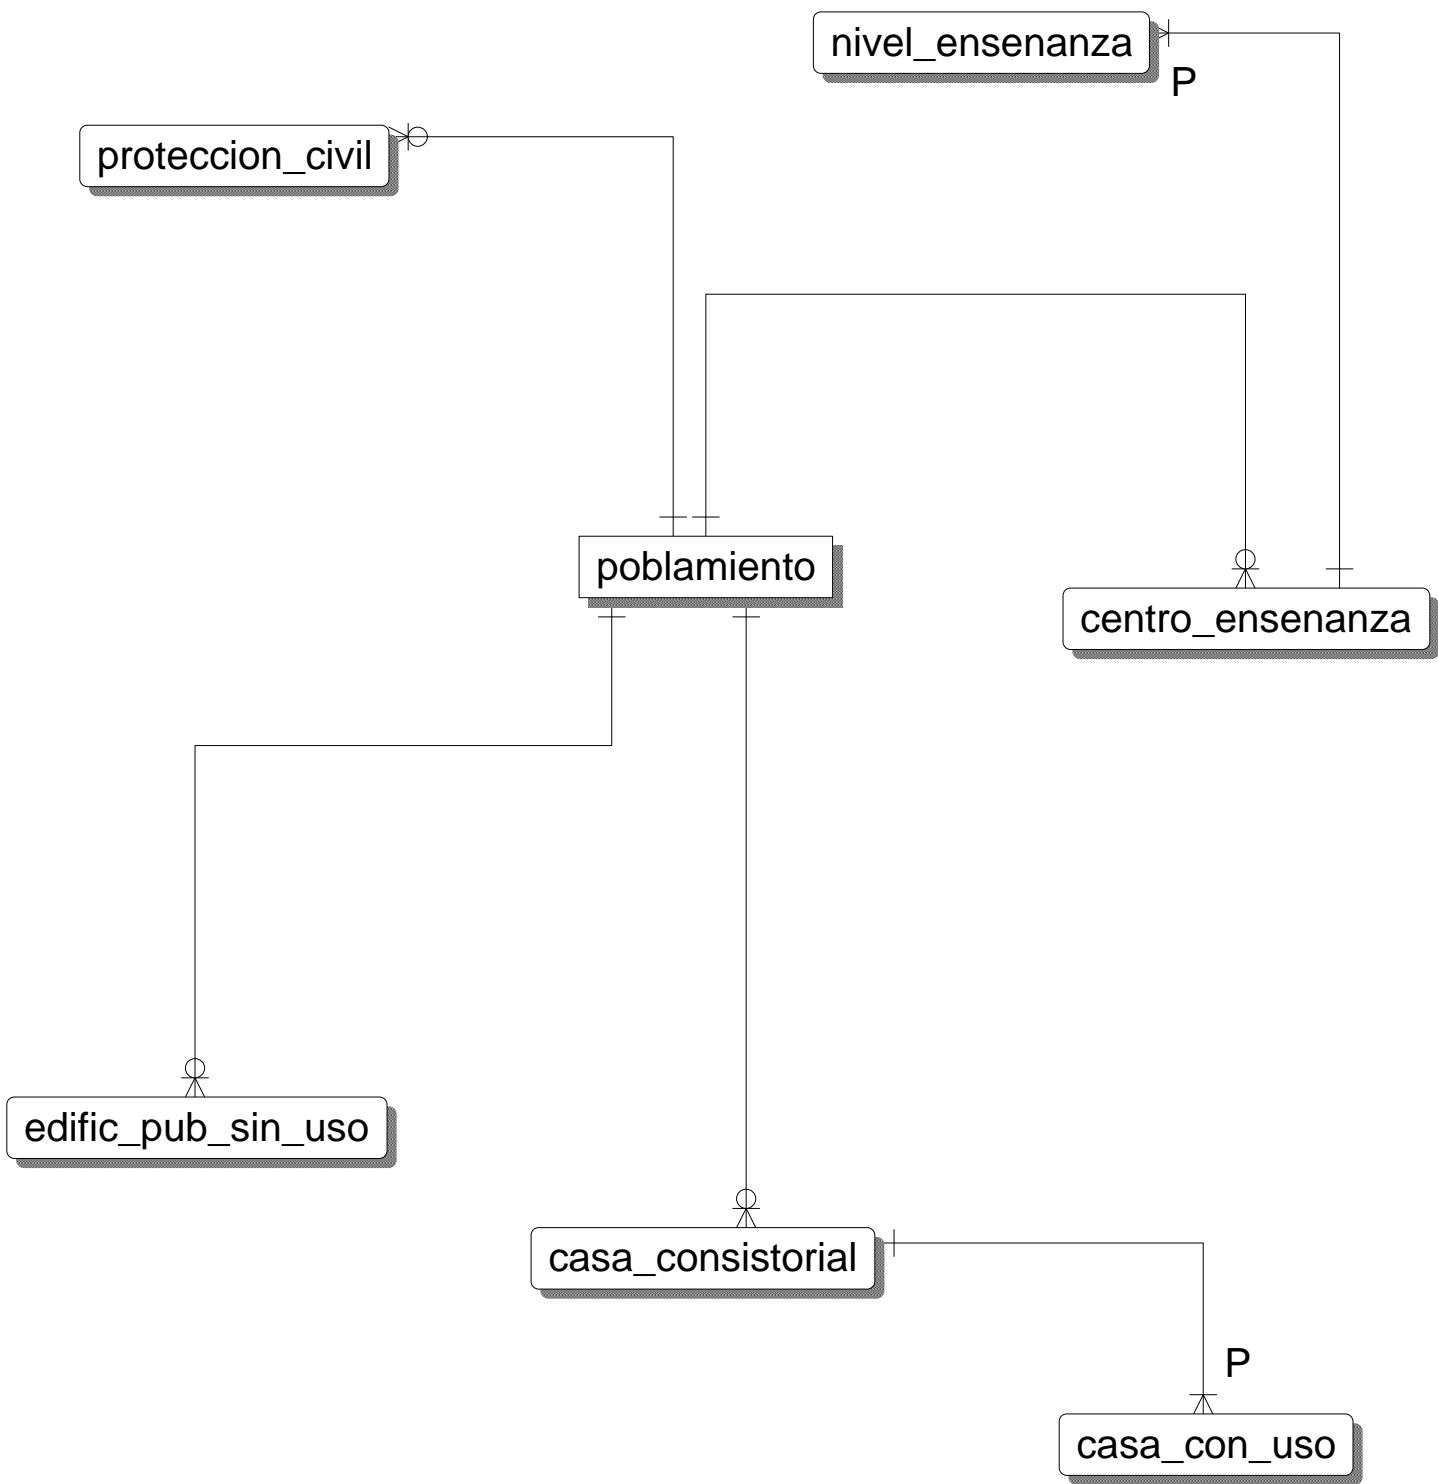 nivel_ensenanza
P
proteccion_civil
poblamiento
centro_ensenanza
edific_pub_sin_uso
casa_consistorial
P
casa_con_uso